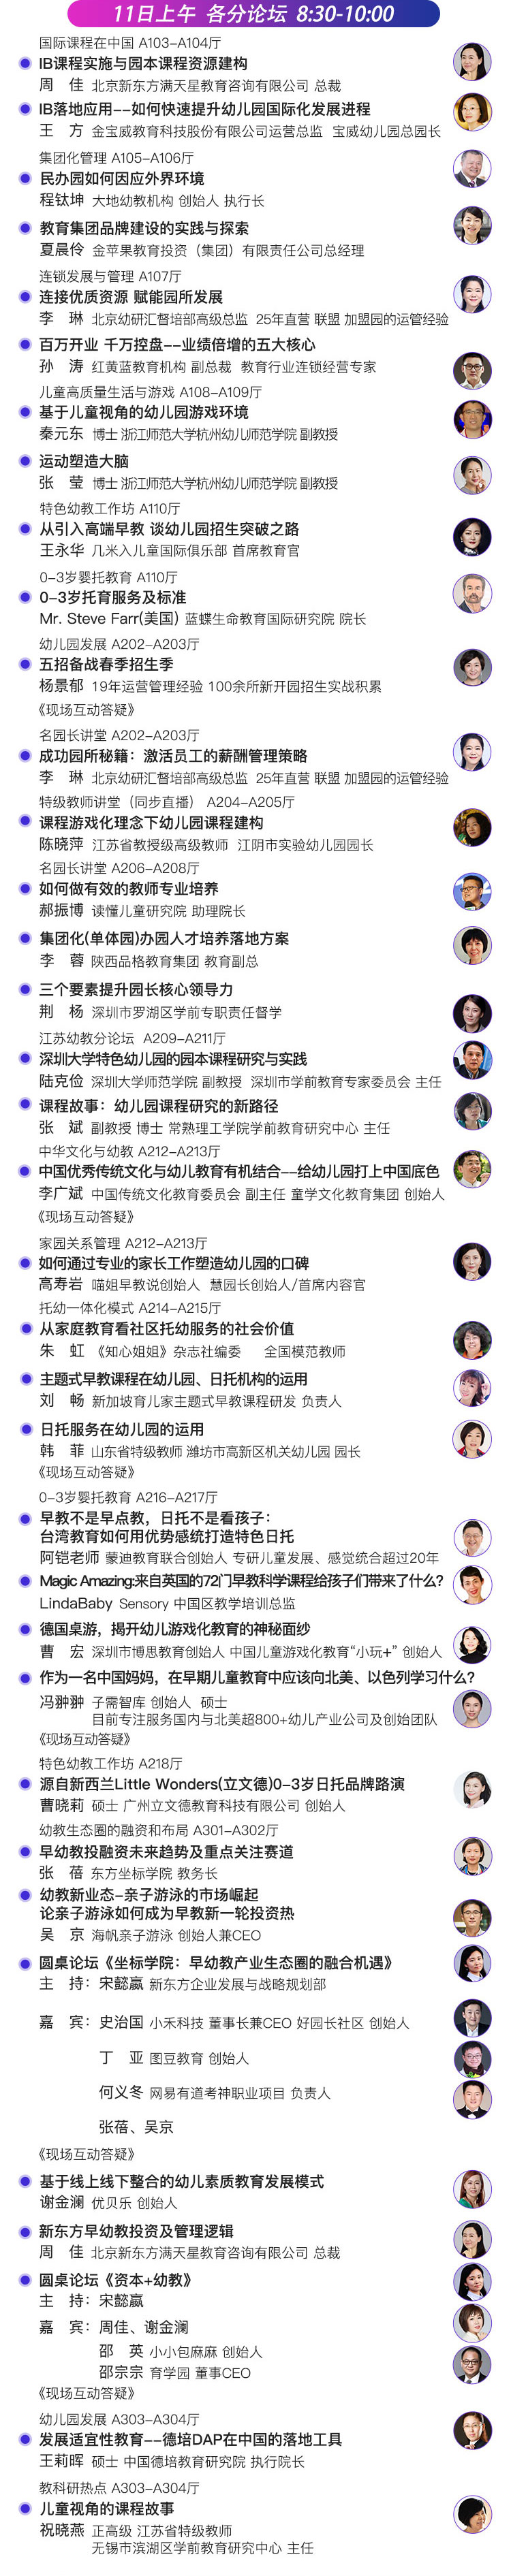 11日上午 各分论坛 8:30-10:00
国际课程在中国 A103-A104厅
IB课程实施与园本课程资源建构
周 佳 北京新东方满天星教育咨询有限公司 总裁
IB落地应用--如何快速提升幼儿园国际化发展进程
王 方 金宝威教育科技股份有限公司运营总监 宝威幼儿园总园长
集团化管理 A105-A106厅
民办园如何因应外界环境
程钛坤 大地幼教机构 创始人 执行长
教育集团品牌建设的实践与探索
夏晨伶 金苹果教育投资（集团）有限责任公司总经理
连锁发展与管理 A107厅
连接优质资源 赋能园所发展
李 琳 北京幼研汇督培部高级总监 25年直营 联盟 加盟园的运管经验
百万开业 千万控盘--业绩倍增的五大核心
孙 涛 红黄蓝教育机构 副总裁 教育行业连锁经营专家
儿童高质量生活与游戏 A108-A109厅
基于儿童视角的幼儿园游戏环境
秦元东 博士 浙江师范大学杭州幼儿师范学院 副教授
运动塑造大脑
张 莹 博士 浙江师范大学杭州幼儿师范学院 副教授
特色幼教工作坊 A110厅
从引入高端早教 谈幼儿园招生突破之路
王永华 几米入儿童国际俱乐部 首席教育官
0-3岁婴托教育 A110厅
0-3岁托育服务及标准
Mr. Steve Farr(美国) 蓝蝶生命教育国际研究院 院长
幼儿园发展 A202-A203厅
五招备战春季招生季
杨景郁 19年运营管理经验 100余所新开园招生实战积累
《现场互动答疑》
名园长讲堂 A202-A203厅
成功园所秘籍：激活员工的薪酬管理策略
李 琳 北京幼研汇督培部高级总监 25年直营 联盟 加盟园的运管经验
特级教师讲堂（同步直播） A204-A205厅
课程游戏化理念下幼儿园课程建构
陈晓萍 江苏省教授级高级教师 江阴市实验幼儿园园长
名园长讲堂 A206-A208厅
如何做有效的教师专业培养
郝振博 读懂儿童研究院 助理院长
集团化(单体园)办园人才培养落地方案
李 蓉 陕西品格教育集团 教育副总
三个要素提升园长核心领导力
荆 杨 深圳市罗湖区学前专职责任督学
江苏幼教分论坛 A209-A211厅
深圳大学特色幼儿园的园本课程研究与实践
陆克俭 深圳大学师范学院 副教授 深圳市学前教育专家委员会 主任
课程故事：幼儿园课程研究的新路径
张 斌 副教授 博士 常熟理工学院学前教育研究中心 主任
中华文化与幼教 A212-A213厅
中国优秀传统文化与幼儿教育有机结合--给幼儿园打上中国底色
李广斌 中国传统文化教育委员会 副主任 童学文化教育集团 创始人
《现场互动答疑》
家园关系管理 A212-A213厅
如何通过专业的家长工作塑造幼儿园的口碑
高寿岩 喵姐早教说创始人 慧园长创始人/首席内容官
托幼一体化模式 A214-A215厅
从家庭教育看社区托幼服务的社会价值
朱 虹 《知心姐姐》杂志社编委 全国模范教师
主题式早教课程在幼儿园、日托机构的运用
刘 畅 新加坡育儿家主题式早教课程研发 负责人
日托服务在幼儿园的运用
韩 菲 山东省特级教师 潍坊市高新区机关幼儿园 园长
《现场互动答疑》
0-3岁婴托教育 A216-A217厅
早教不是早点教，日托不是看孩子：
台湾教育如何用优势感统打造特色日托
阿铠老师 蒙迪教育联合创始人 专研儿童发展、感觉统合超过20年
Magic Amazing:来自英国的72门早教科学课程给孩子们带来了什么?
LindaBaby Sensory 中国区教学培训总监
德国桌游，揭开幼儿游戏化教育的神秘面纱
曹 宏 深圳市博思教育创始人 中国儿童游戏化教育“小玩+” 创始人
作为一名中国妈妈，在早期儿童教育中应该向北美、以色列学习什么?
冯翀翀 子需智库 创始人 硕士
目前专注服务国内与北美超800+幼儿产业公司及创始团队
《现场互动答疑》
特色幼教工作坊 A218厅
源自新西兰Little Wonders(立文德)0-3岁日托品牌路演
曹晓莉 硕士 广州立文德教育科技有限公司 创始人
幼教生态圈的融资和布局 A301-A302厅
早幼教投融资未来趋势及重点关注赛道
张 蓓 东方坐标学院 教务长
幼教新业态-亲子游泳的市场崛起
论亲子游泳如何成为早教新一轮投资热
吴 京 海帆亲子游泳 创始人兼CEO
圆桌论坛《坐标学院：早幼教产业生态圈的融合机遇》
主 持：宋懿嬴 新东方企业发展与战略规划部
嘉 宾：史治国 小禾科技 董事长兼CEO 好园长社区 创始人
丁 亚 图豆教育 创始人
何义冬 网易有道考神职业项目 负责人
张蓓、吴京
《现场互动答疑》
基于线上线下整合的幼儿素质教育发展模式
谢金澜 优贝乐 创始人
新东方早幼教投资及管理逻辑
周 佳 北京新东方满天星教育咨询有限公司 总裁
圆桌论坛《资本+幼教》
主 持：宋懿嬴
嘉 宾：周佳、谢金澜
邵 英 小小包麻麻 创始人
邵宗宗 育学园 董事CEO
《现场互动答疑》
幼儿园发展 A303-A304厅
发展适宜性教育--德培DAP在中国的落地工具
王莉晖 硕士 中国德培教育研究院 执行院长
教科研热点 A303-A304厅
儿童视角的课程故事
祝晓燕 正高级 江苏省特级教师
无锡市滨湖区学前教育研究中心 主任